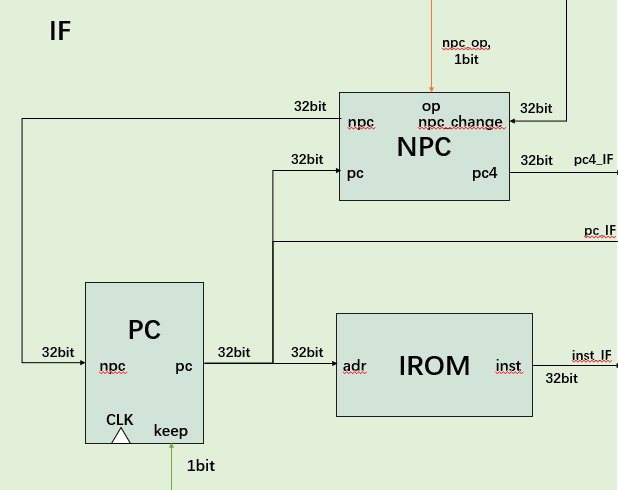 IF
npc_op,
1bit
32bit
op
npc
npc_change
32bit
NPC
32bit
pc
pc4
32bit
pc4_IF
pc_IF
PC
32bit
npc
pc
32bit
32bit
adr
IROM
inst
inst_IF
32bit
CLK
keep
1bit